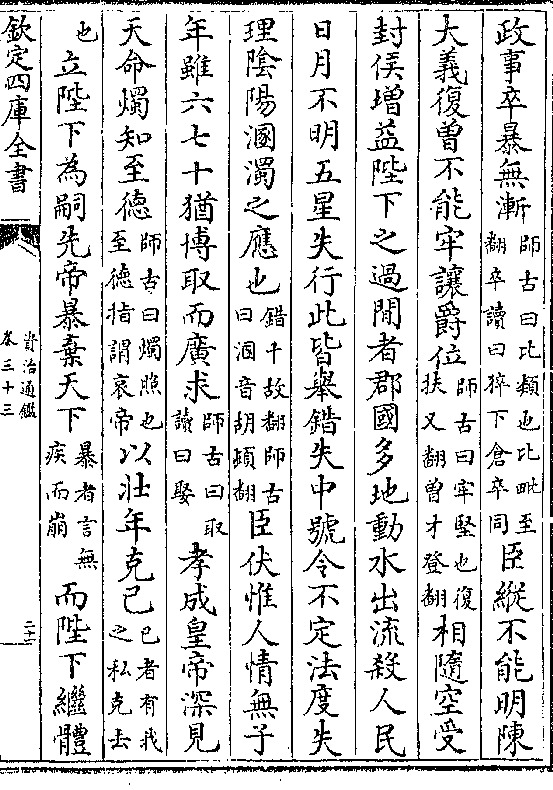 政事卒暴無漸師古曰比類也比毗至翻卒讀曰猝下倉卒同臣縱不能明陳
大義復曾不能牢讓爵位師古曰牢堅也復扶又翻曽才登翻相隨空受
封侯增益陛下之過間者郡國多地動水出流殺人民
日月不明五星失行此皆舉錯失中號令不定法度失
理隂陽溷濁之應也錯千故翻師古曰溷音胡頓翻臣伏惟人情無子
年雖六七十猶博取而廣求師古曰取讀曰娶孝成皇帝深見
天命燭知至德師古曰燭照也至德指謂哀帝以壯年克己己者有我之私克去
也立陛下為嗣先帝暴棄天下暴者言無疾而崩而陛下繼體
欽定四庫全書
資治通鑑
卷三十三